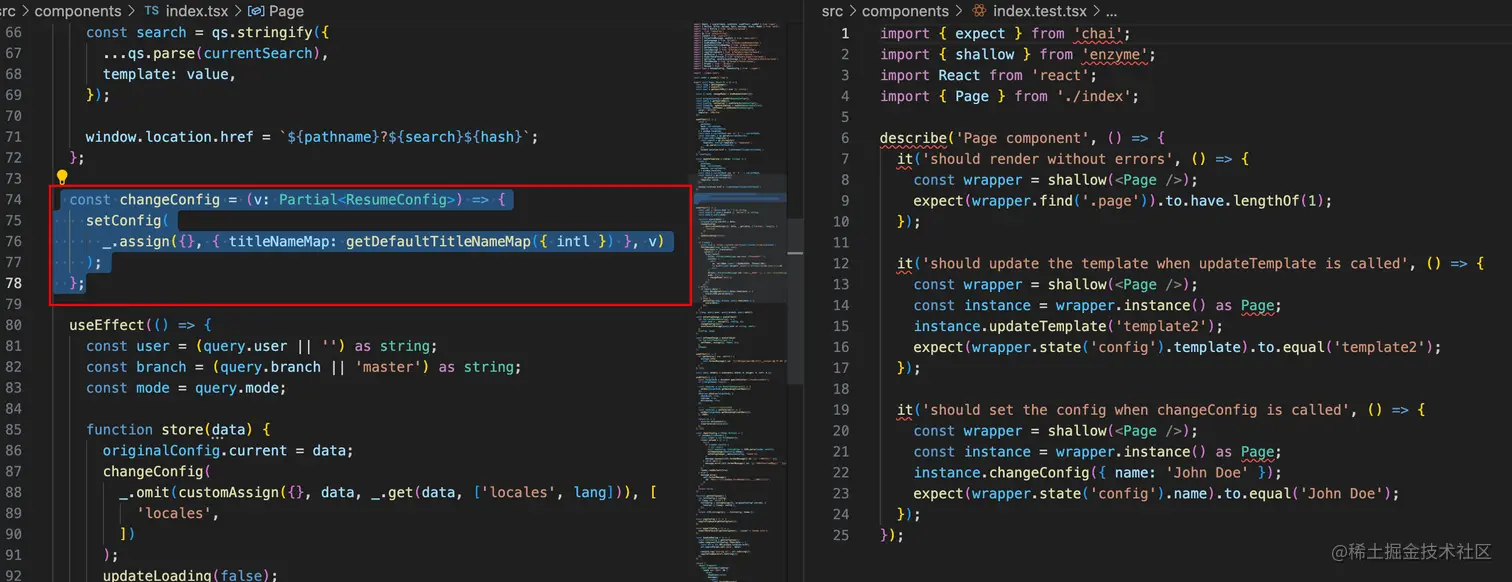 src > components > TS index.tsx > Page
66 const search = qs.stringify({
67 ...qs.parse(currentSearch),
68 template: value,
69 });
70
71 window.location.href = `${pathname}?${search}${hash}`;
72 };
73
74 const changeConfig = (v: Partial<ResumeConfig>) => {
75 setConfig(
76 _.assign({}, { titleNameMap: getDefaultTitleNameMap({ intl }) }, v)
77 );
78 };
79
80 useEffect(() => {
81 const user = (query.user || '') as string;
82 const branch = (query.branch || 'master') as string;
83 const mode = query.mode;
84
85 function store(data) {
86 originalConfig.current = data;
87 changeConfig(
88 _.omit(customAssign({}, data, _.get(data, ['locales', lang])), [
89 'locales',
90 ])
91 );
92 updateLoading(false);
src > components > index.test.tsx > ...
1 import { expect } from 'chai';
2 import { shallow } from 'enzyme';
3 import React from 'react';
4 import { Page } from './index';
5
6 describe('Page component', () => {
7 it('should render without errors', () => {
8 const wrapper = shallow(<Page />);
9 expect(wrapper.find('.page')).to.have.lengthOf(1);
10 });
11
12 it('should update the template when updateTemplate is called', () => {
13 const wrapper = shallow(<Page />);
14 const instance = wrapper.instance() as Page;
15 instance.updateTemplate('template2');
16 expect(wrapper.state('config').template).to.equal('template2');
17 });
18
19 it('should set the config when changeConfig is called', () => {
20 const wrapper = shallow(<Page />);
21 const instance = wrapper.instance() as Page;
22 instance.changeConfig({ name: 'John Doe' });
23 expect(wrapper.state('config').name).to.equal('John Doe');
24 });
25 });
@稀土掘金技术社区